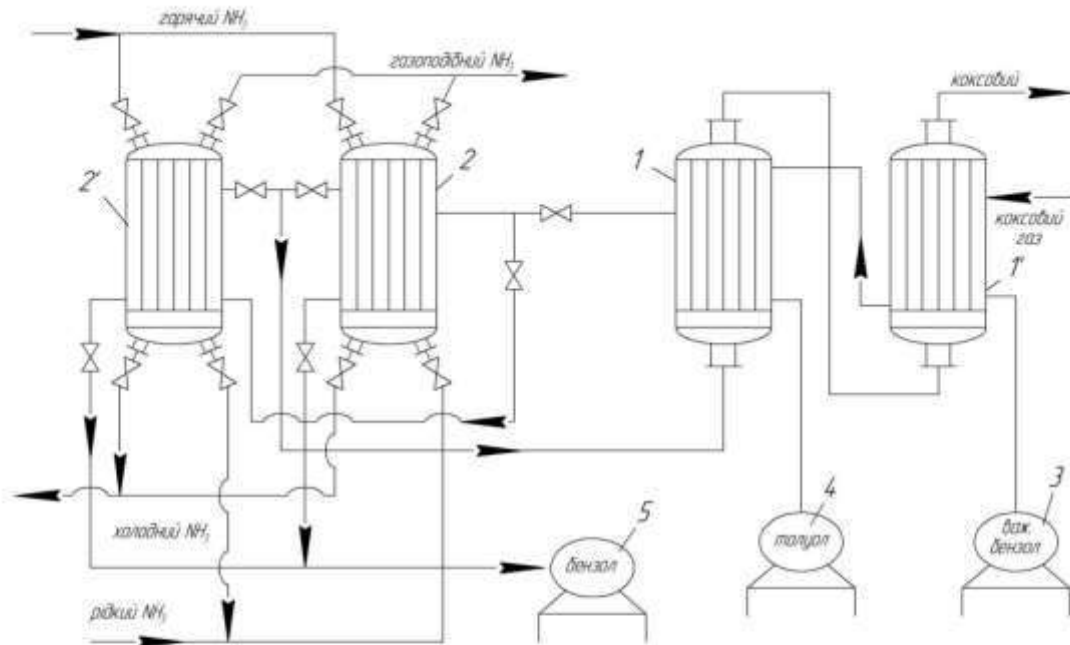 гарячий NH₃
газоподібний NH₃
коксовий
2'
2
1
коксовий
газ
1'
холодний NH₃
5
бензол
4
толуол
3
важ.
бензол
рідкий NH₃